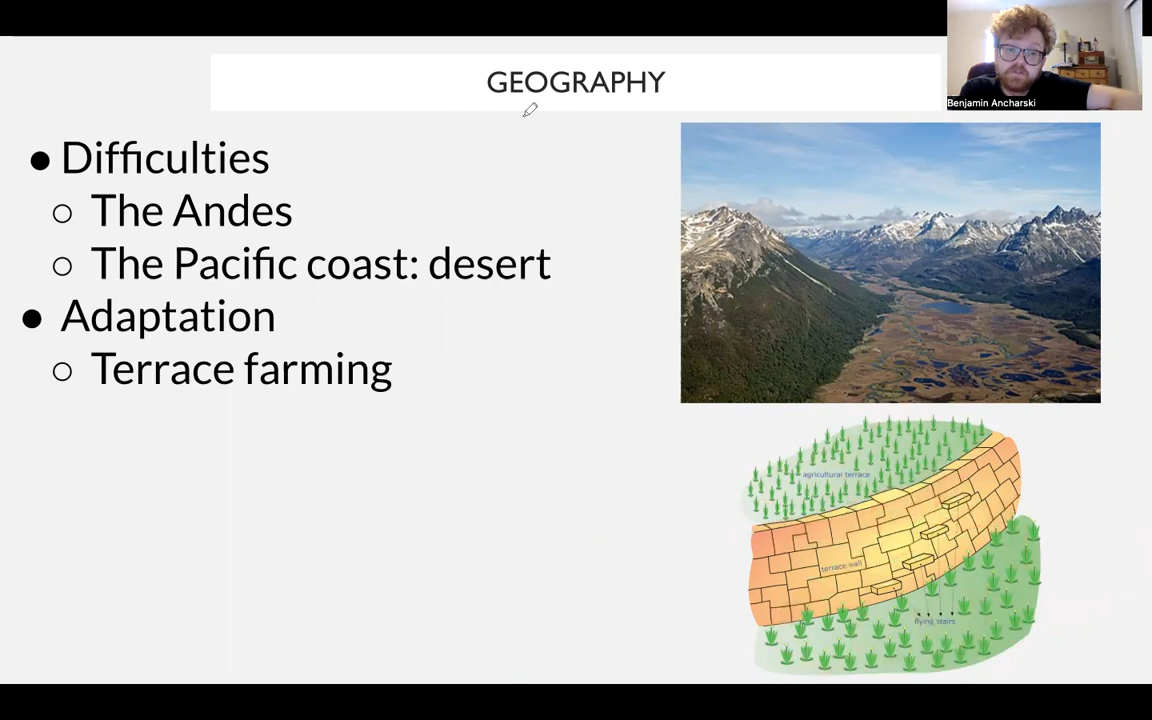 GEOGRAPHY
Benjamin Ancharski
● Difficulties
○ The Andes
○ The Pacific coast: desert
● Adaptation
○ Terrace farming
agricultural terrace
terrace wall
flying stairs